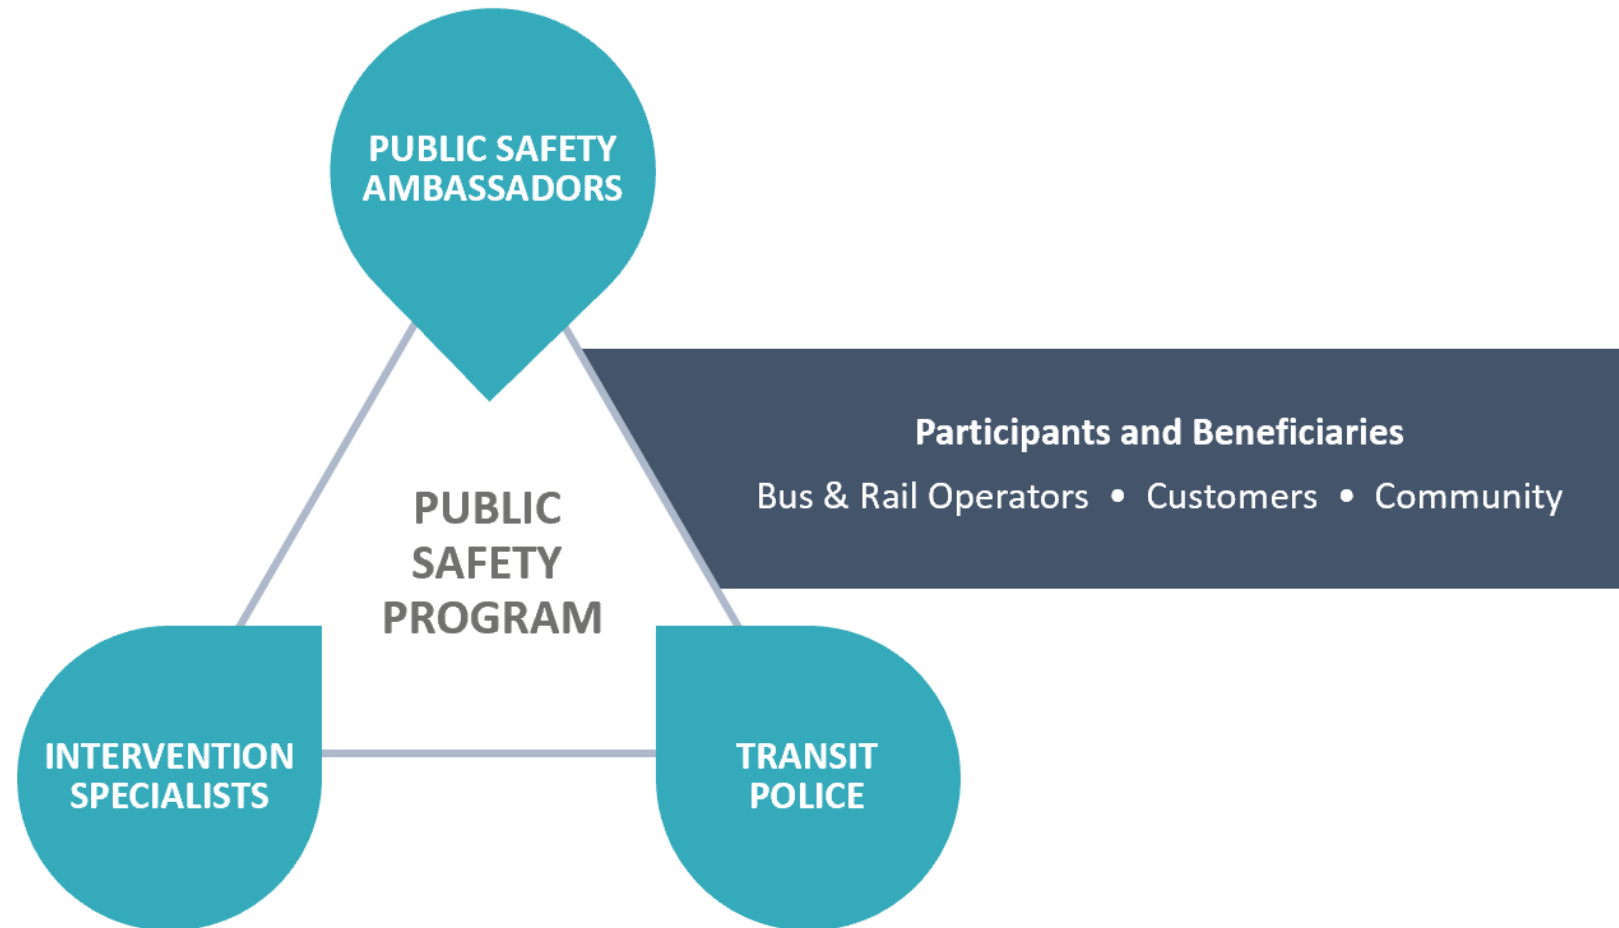 PUBLIC SAFETY
AMBASSADORS
Participants and Beneficiaries
Bus & Rail Operators • Customers • Community
PUBLIC
SAFETY
PROGRAM
INTERVENTION
SPECIALISTS
TRANSIT
POLICE